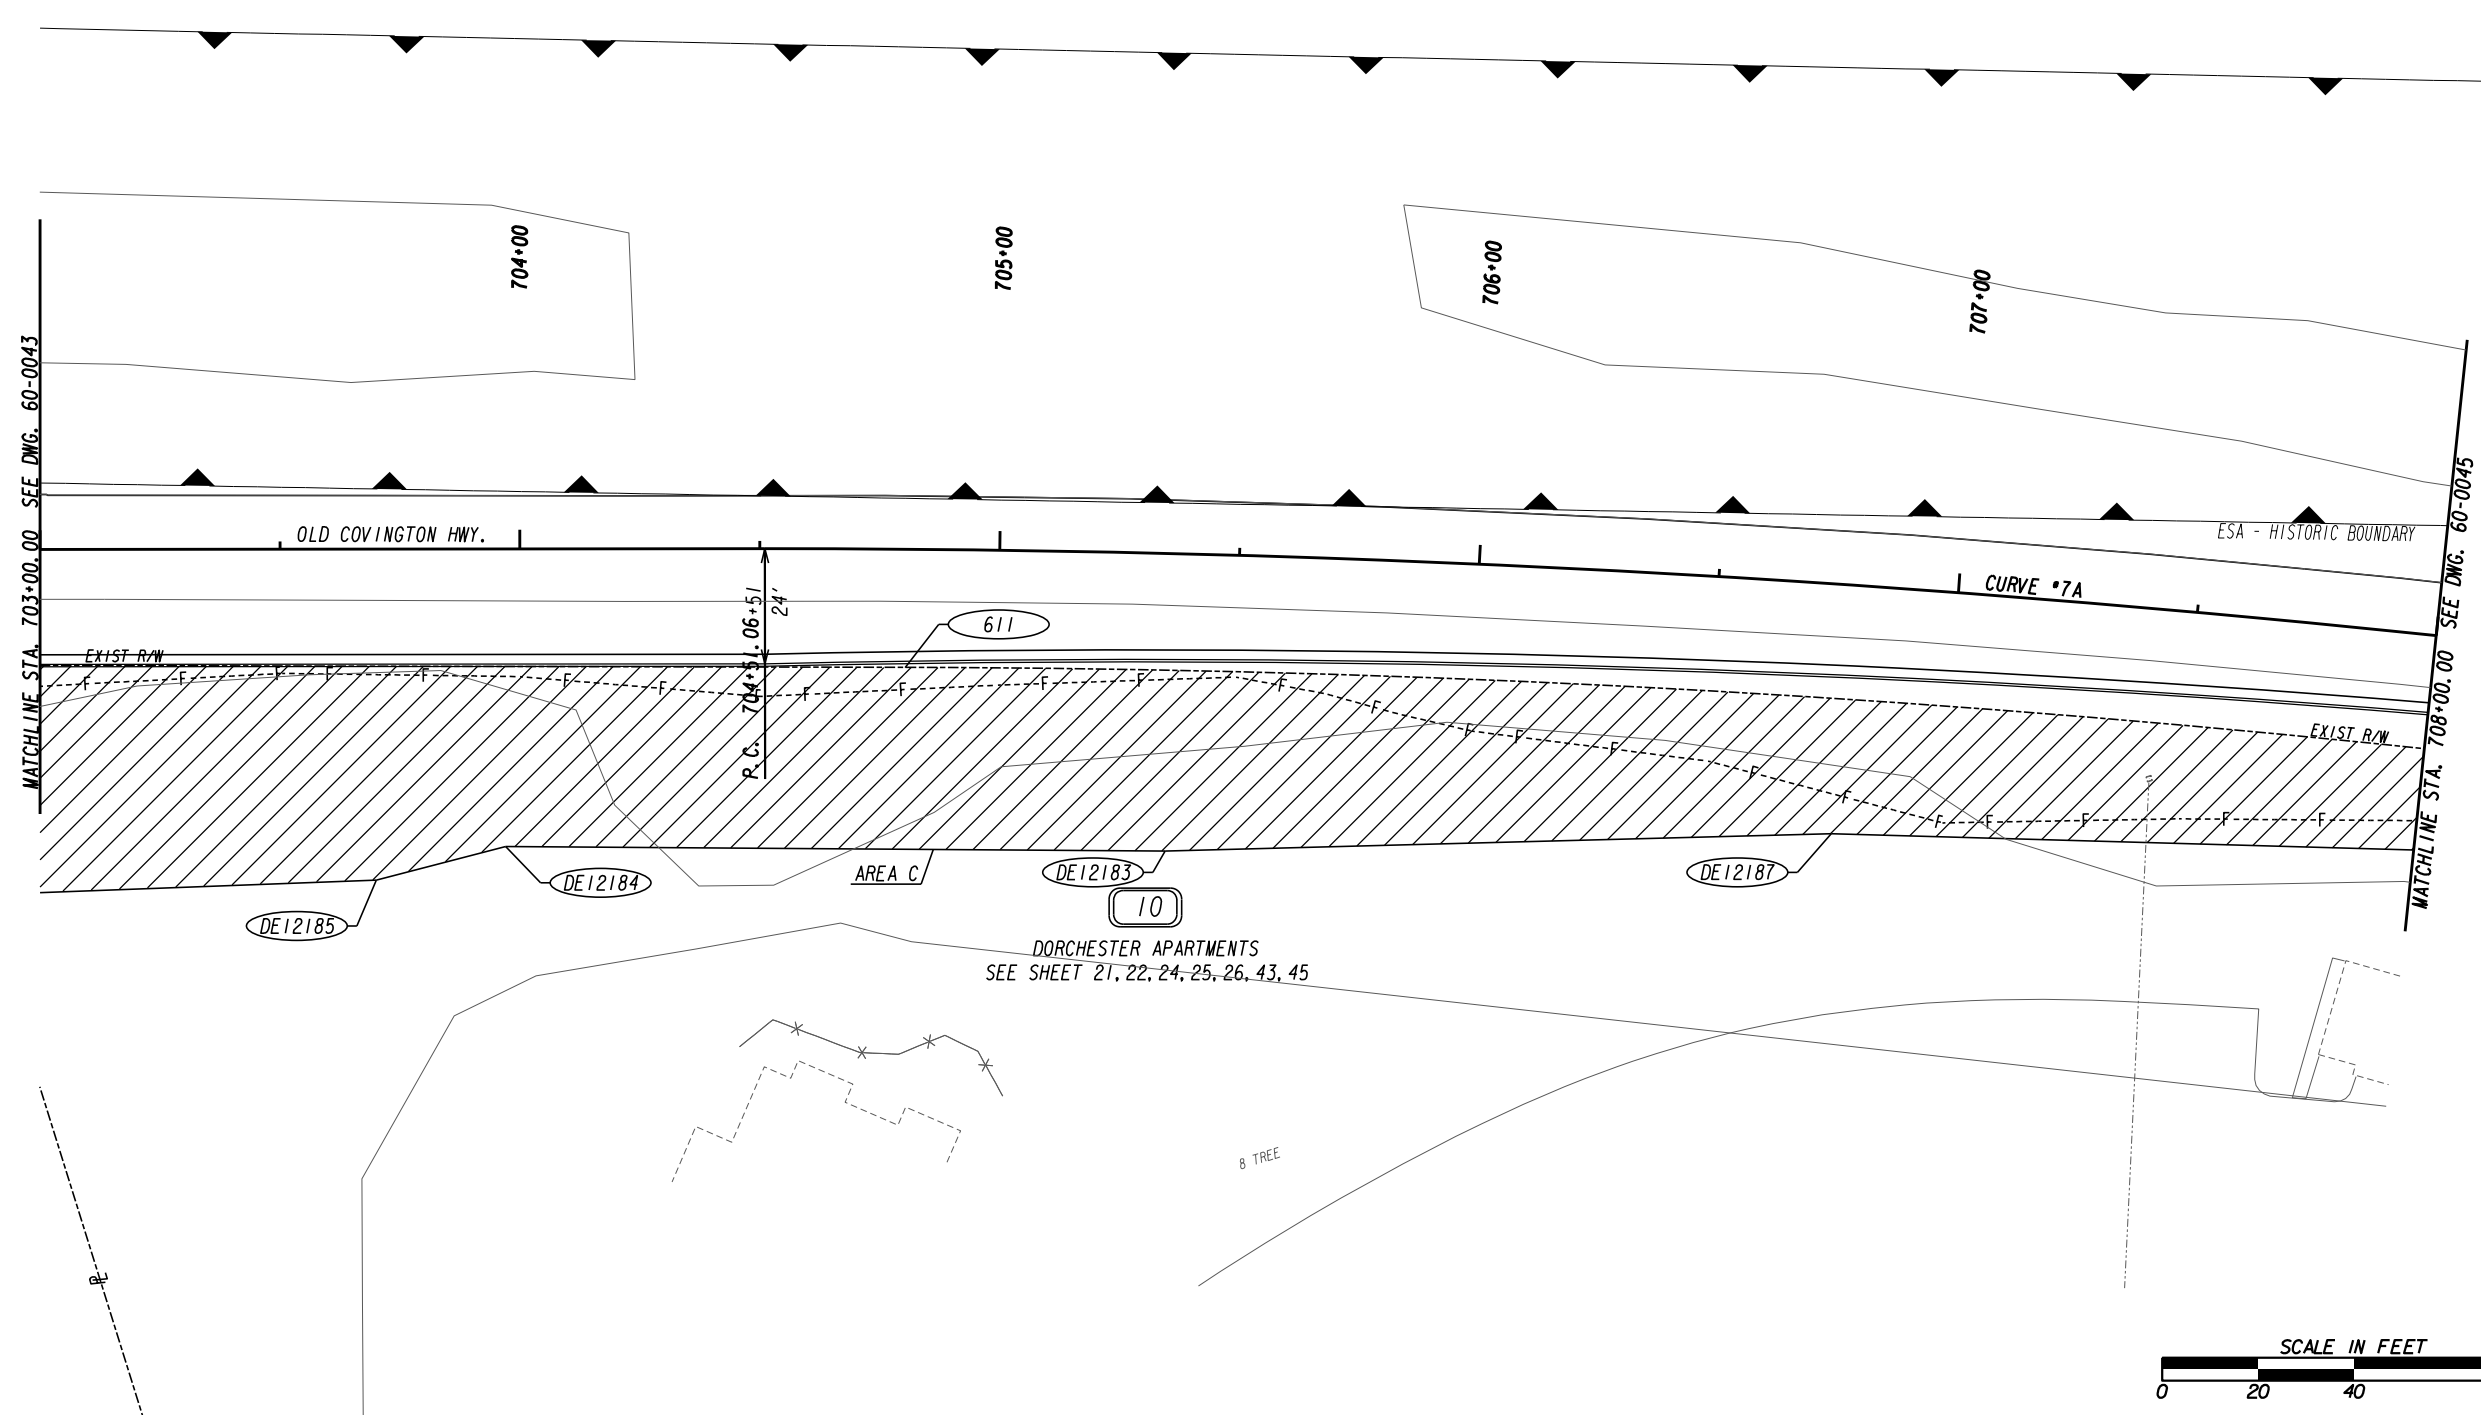 704+00
705+00
706+00
707+00
MATCHLINE STA. 703+00.00 SEE DWG. 60-0043
OLD COVINGTON HWY.
ESA - HISTORIC BOUNDARY
CURVE #7A
MATCHLINE STA. 708+00.00 SEE DWG. 60-0045
R.C. 704+51.06+51
24'
611
EXIST R/W
EXIST R/W
F F F F F F F F F F F F F F F F F F F F F F F F
DE12185
DE12184
AREA C
DE12183
DE12187
10
DORCHESTER APARTMENTS
SEE SHEET 21,22,24,25,26,43,45
8 TREE
SCALE IN FEET
0 20 40